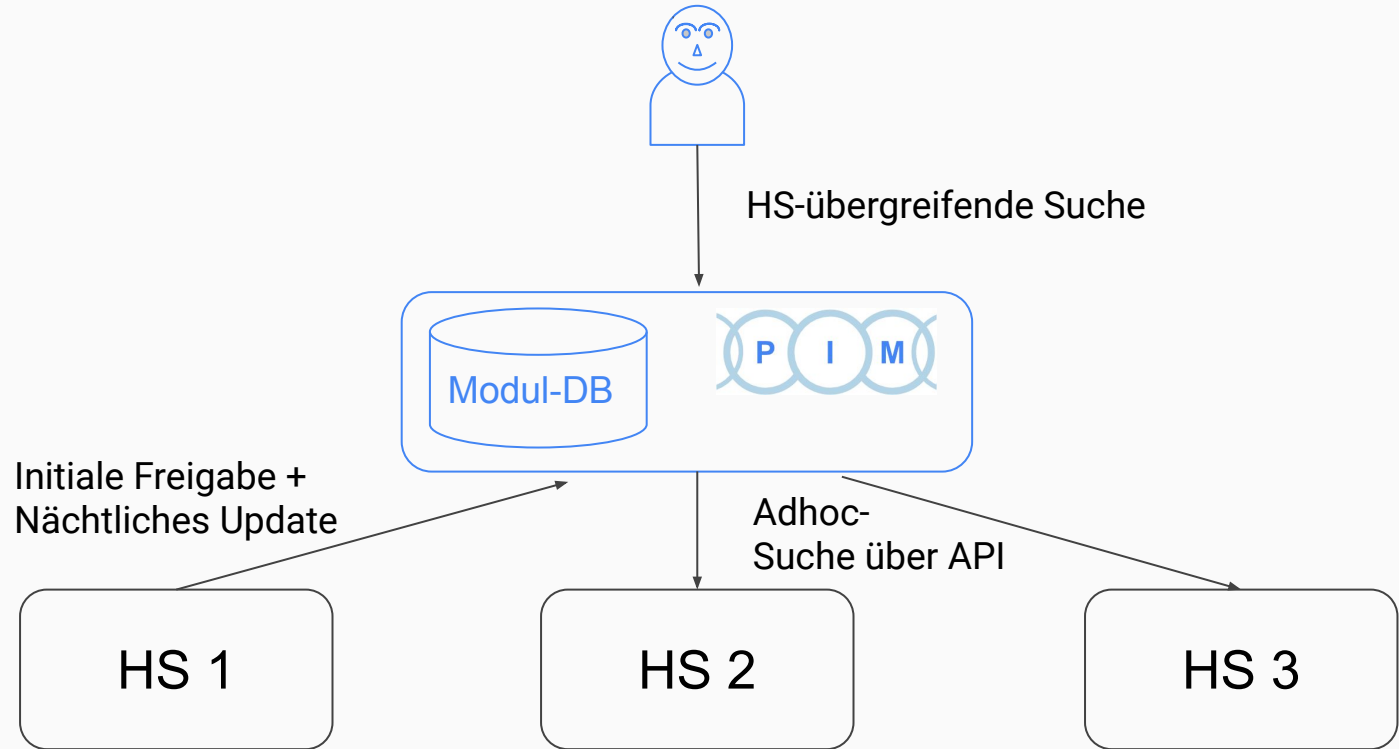 HS-übergreifende Suche
Modul-DB
P I M
Initiale Freigabe +
Nächtliches Update
Adhoc-
Suche über API
HS 1
HS 2
HS 3